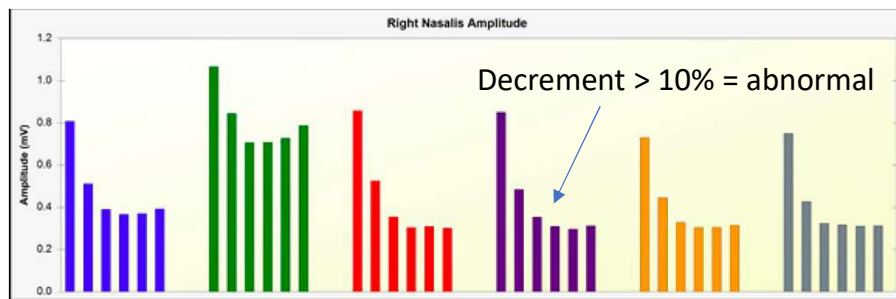 Right Nasalis Amplitude
1.2
1.0
0.8
0.6
0.4
0.2
0.0
Amplitude (mV)
Decrement > 10% = abnormal